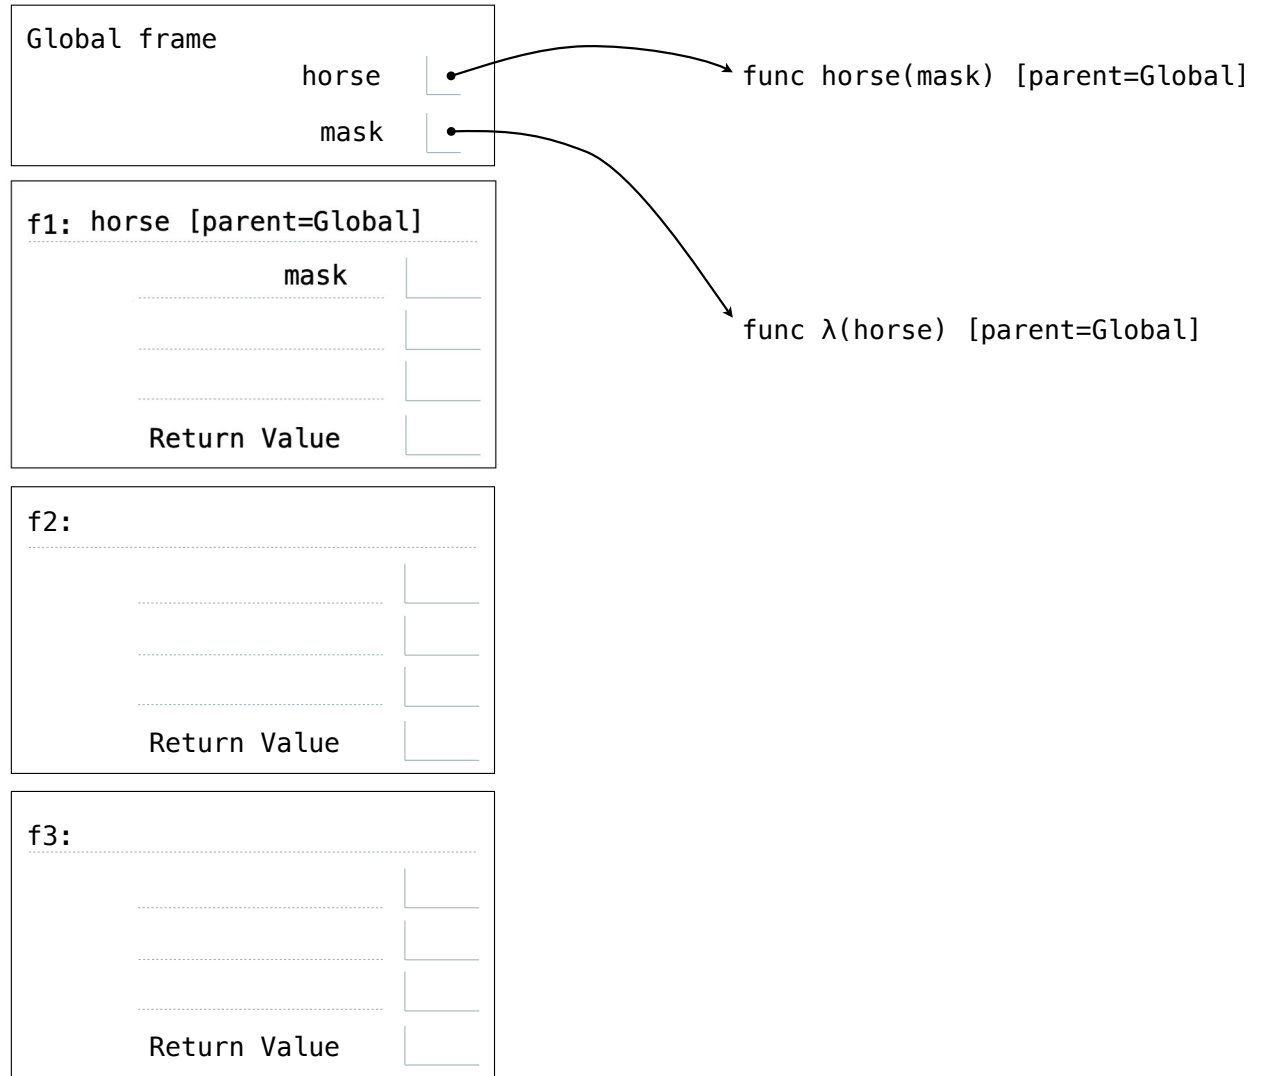 Global frame
horse
func horse(mask) [parent=Global]
mask
f1: horse [parent=Global]
mask
func λ(horse) [parent=Global]
Return Value
f2:
Return Value
f3:
Return Value